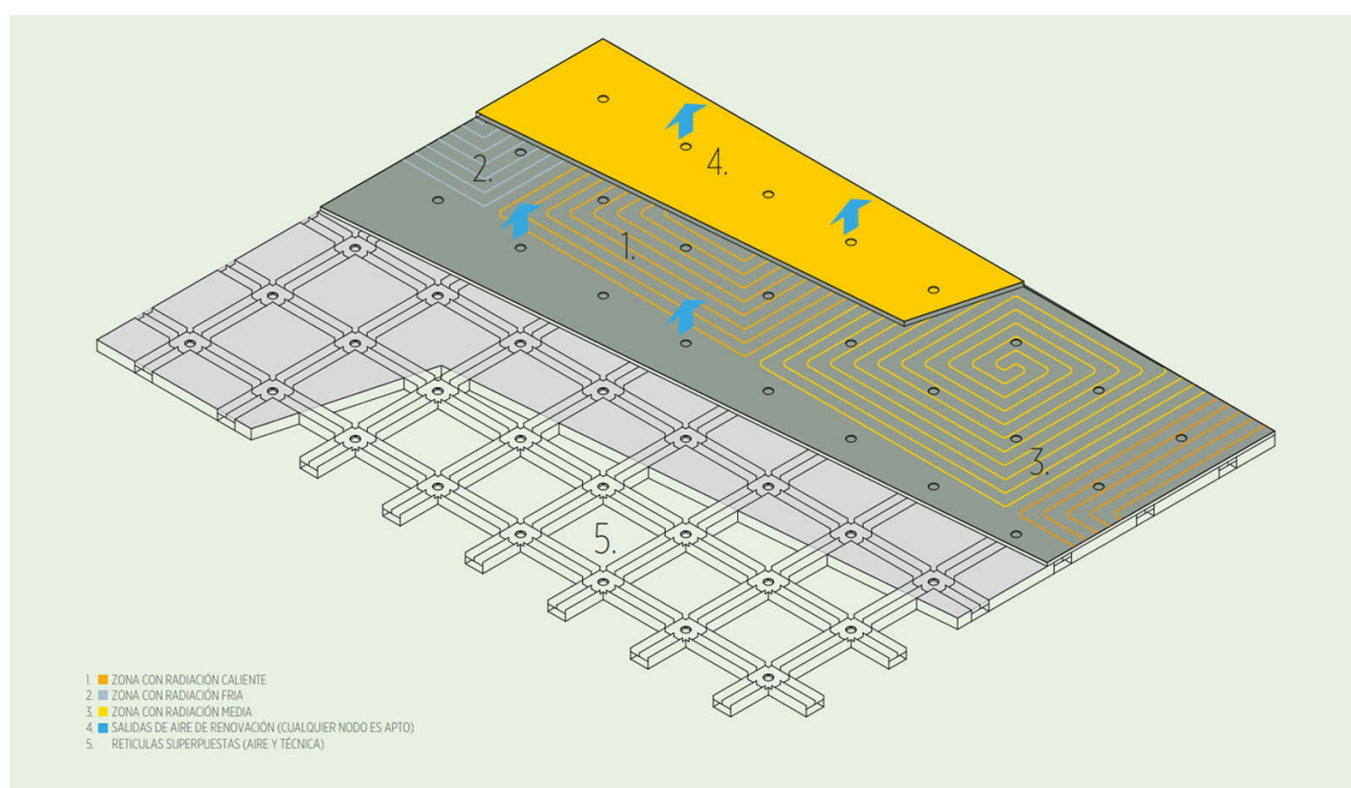 4.
2.
1.
3.
5.
1. ZONA CON RADIACIÓN CALIENTE
2. ZONA CON RADIACIÓN FRIA
3. ZONA CON RADIACIÓN MEDIA
4. SALIDAS DE AIRE DE RENOVACIÓN (CUALQUIER NODO ES APTO)
5. RETICULAS SUPERPUESTAS (AIRE Y TÉCNICA)